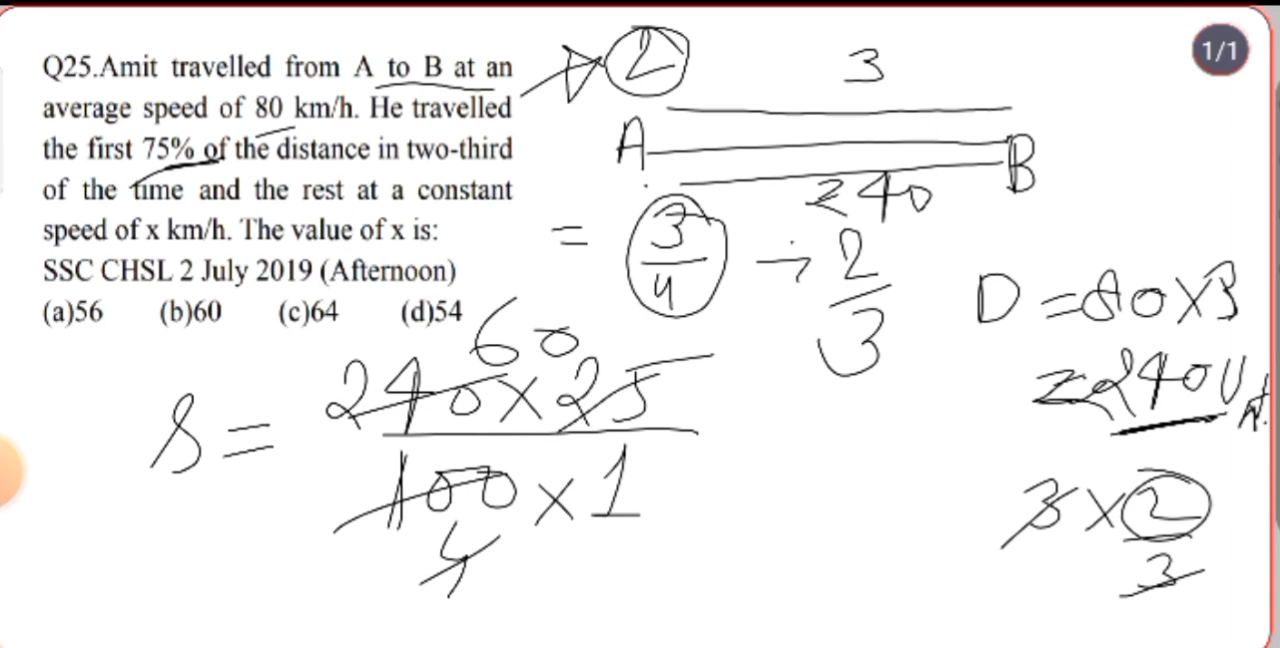 Q25.Amit travelled from A to B at an
average speed of 80 km/h. He travelled
the first 75% of the distance in two-third
of the time and the rest at a constant
speed of x km/h. The value of x is:
SSC CHSL 2 July 2019 (Afternoon)
(a)56 (b)60 (c)64 (d)54
1/1
2
3
A B
240
= 3/4 → 2/3
D = 80×3
= 240 U
3×2/3
60
S = 240×25
100×1
4